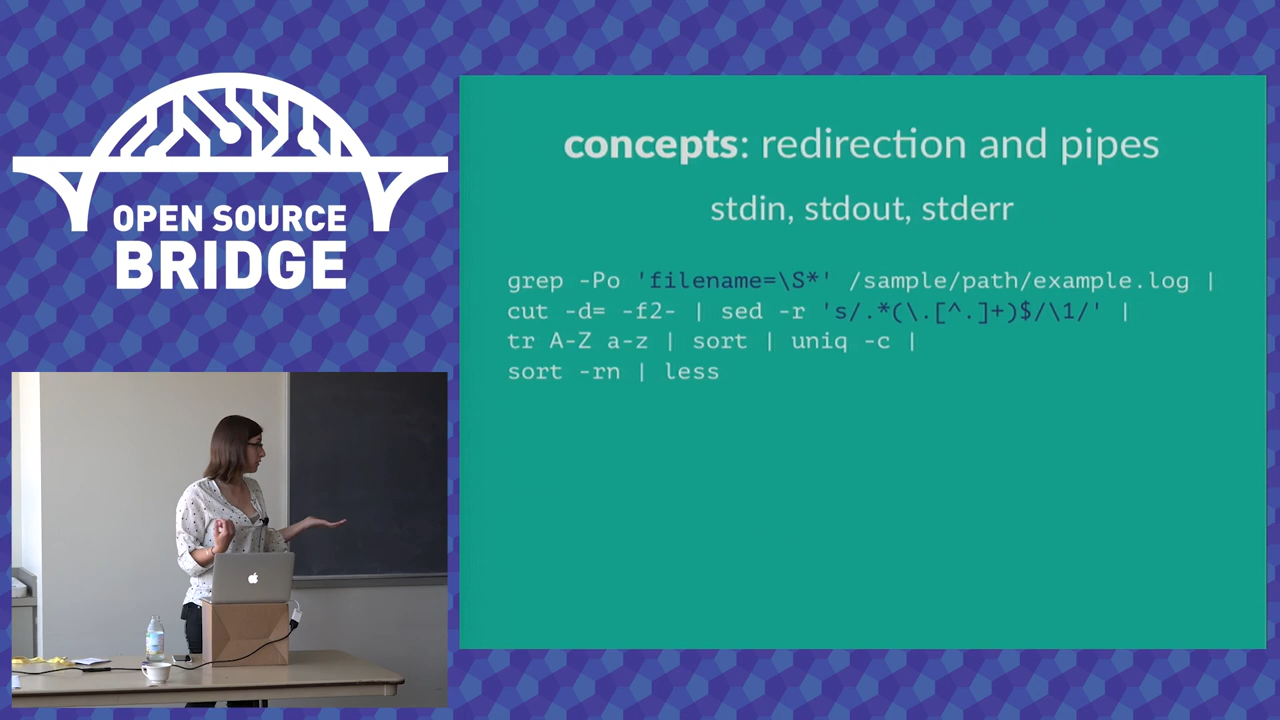 OPEN SOURCE
BRIDGE
concepts: redirection and pipes
stdin, stdout, stderr
grep -Po 'filename=\S*' /sample/path/example.log |
cut -d= -f2- | sed -r 's/.*(\.[^.]+)$/\1/' |
tr A-Z a-z | sort | uniq -c |
sort -rn | less